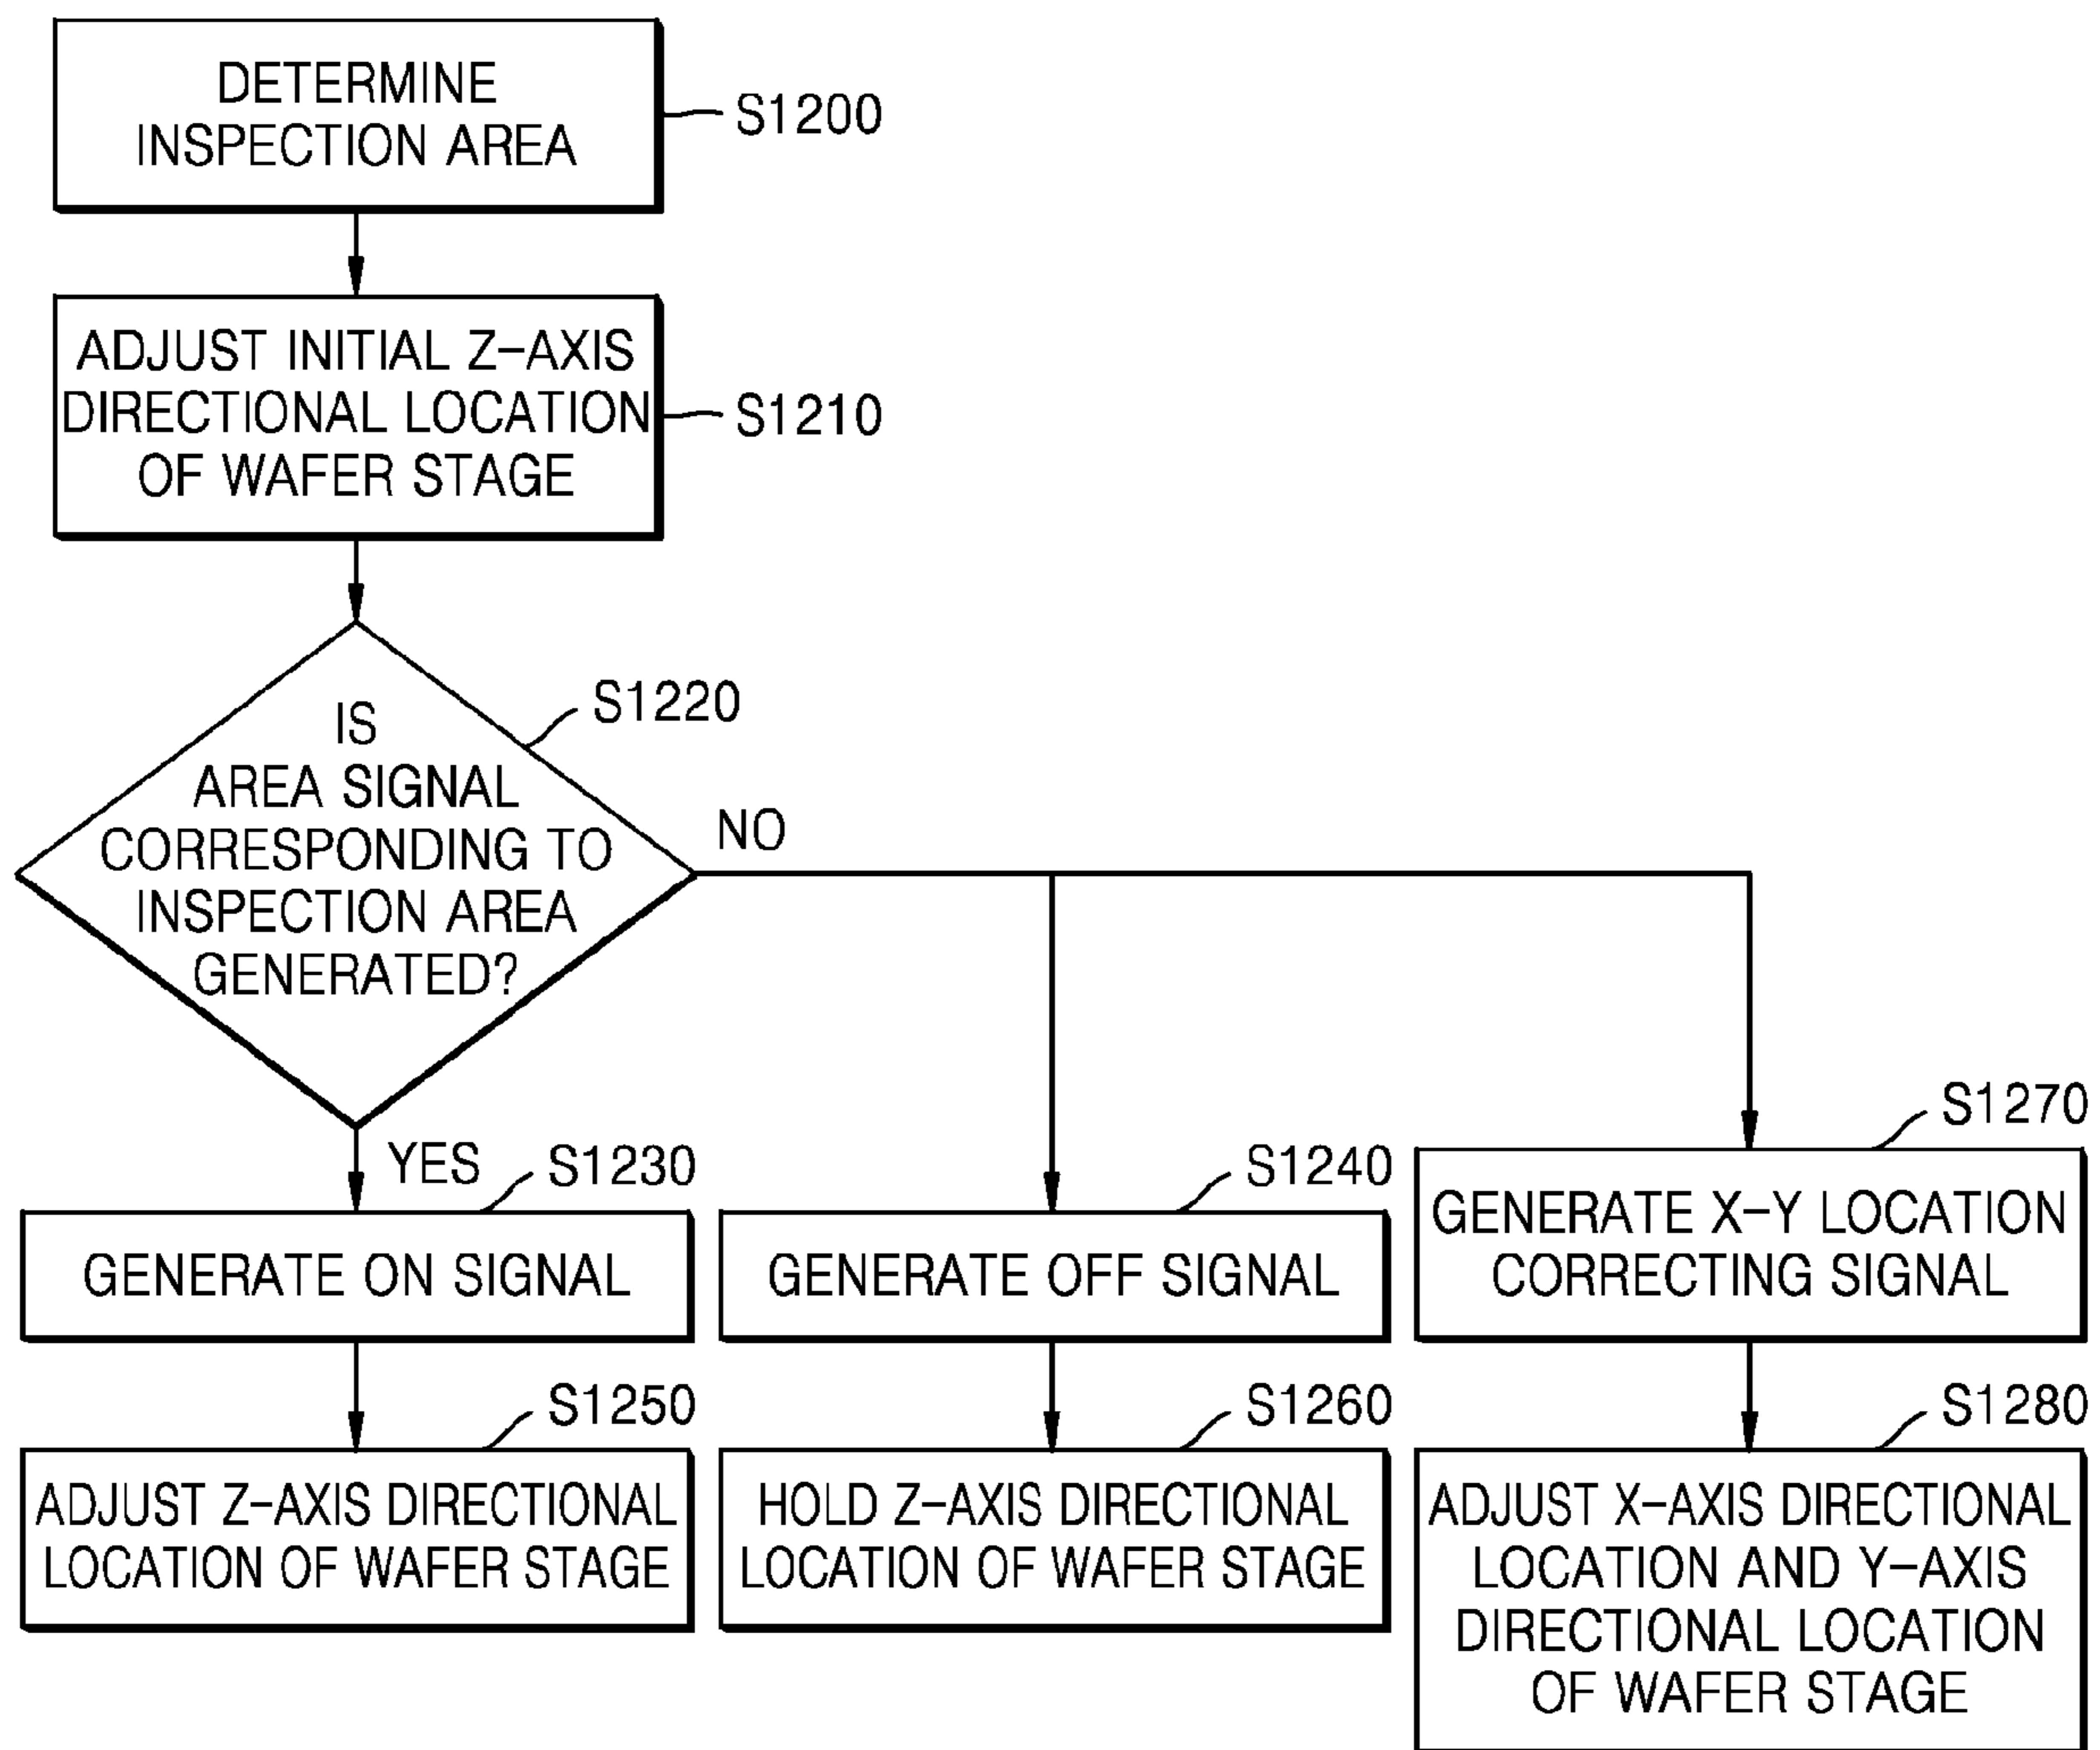 DETERMINE
INSPECTION AREA
S1200
ADJUST INITIAL Z-AXIS
DIRECTIONAL LOCATION
OF WAFER STAGE
S1210
IS
AREA SIGNAL
CORRESPONDING TO
INSPECTION AREA
GENERATED?
S1220
NO
YES
S1230
GENERATE ON SIGNAL
S1240
GENERATE OFF SIGNAL
S1270
GENERATE X-Y LOCATION
CORRECTING SIGNAL
S1250
ADJUST Z-AXIS DIRECTIONAL
LOCATION OF WAFER STAGE
S1260
HOLD Z-AXIS DIRECTIONAL
LOCATION OF WAFER STAGE
S1280
ADJUST X-AXIS DIRECTIONAL
LOCATION AND Y-AXIS
DIRECTIONAL LOCATION
OF WAFER STAGE